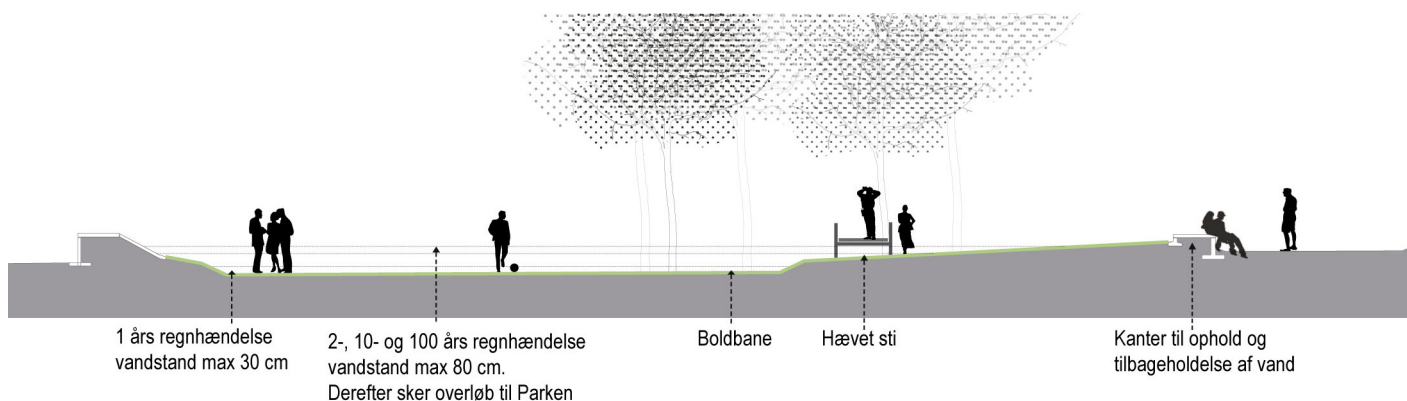 1 års regnhændelse
vandstand max 30 cm
2-, 10- og 100 års regnhændelse
vandstand max 80 cm.
Derefter sker overløb til Parken
Boldbane
Hævet sti
Kanter til ophold og
tilbageholdelse af vand